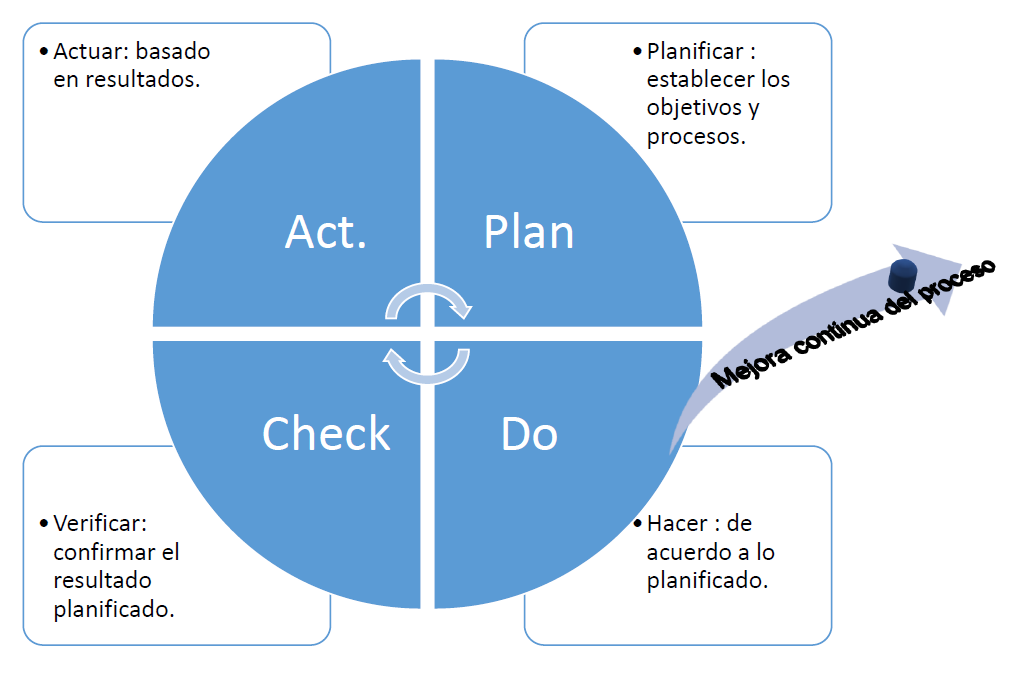 • Actuar: basado
en resultados.
• Planificar :
establecer los
objetivos y
procesos.
Act.
Plan
Mejora continua del proceso
Check
Do
• Verificar:
confirmar el
resultado
planificado.
• Hacer : de
acuerdo a lo
planificado.